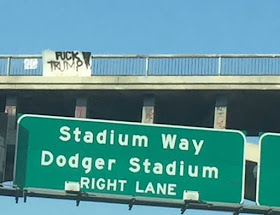 FUCK
TRUMP
Stadium Way
Dodger Stadium
RIGHT LANE